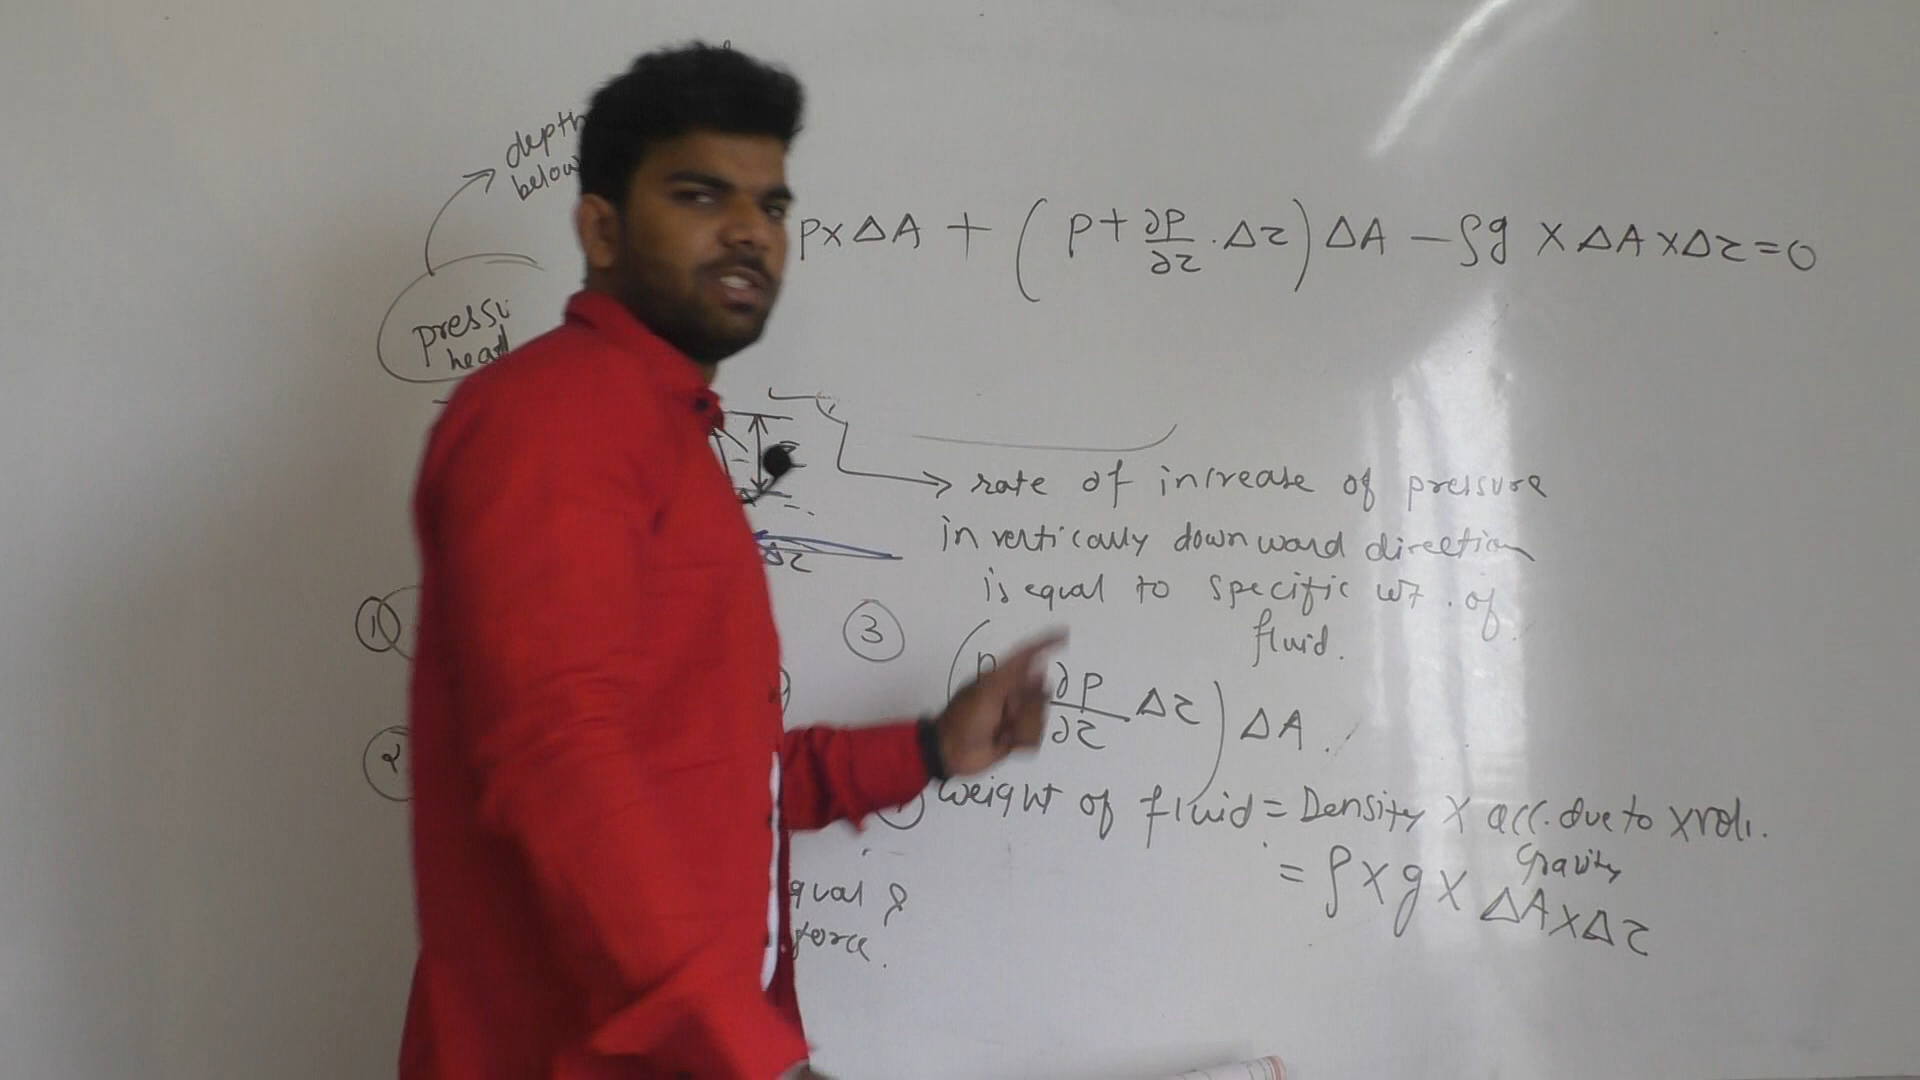 depth
below
p×ΔA + (p+∂p/∂z.Δz)ΔA - ρg × ΔA ×Δz=0
head
→ rate of increase of pressure
in vertically downward direction
is equal to specific wt. of
fluid.
Δz
①
③
∂p/∂z Δz) ΔA.
②
weight of fluid = Density × acc. due to × vol.
gravity
= ρ×g× ΔA×Δz
force.